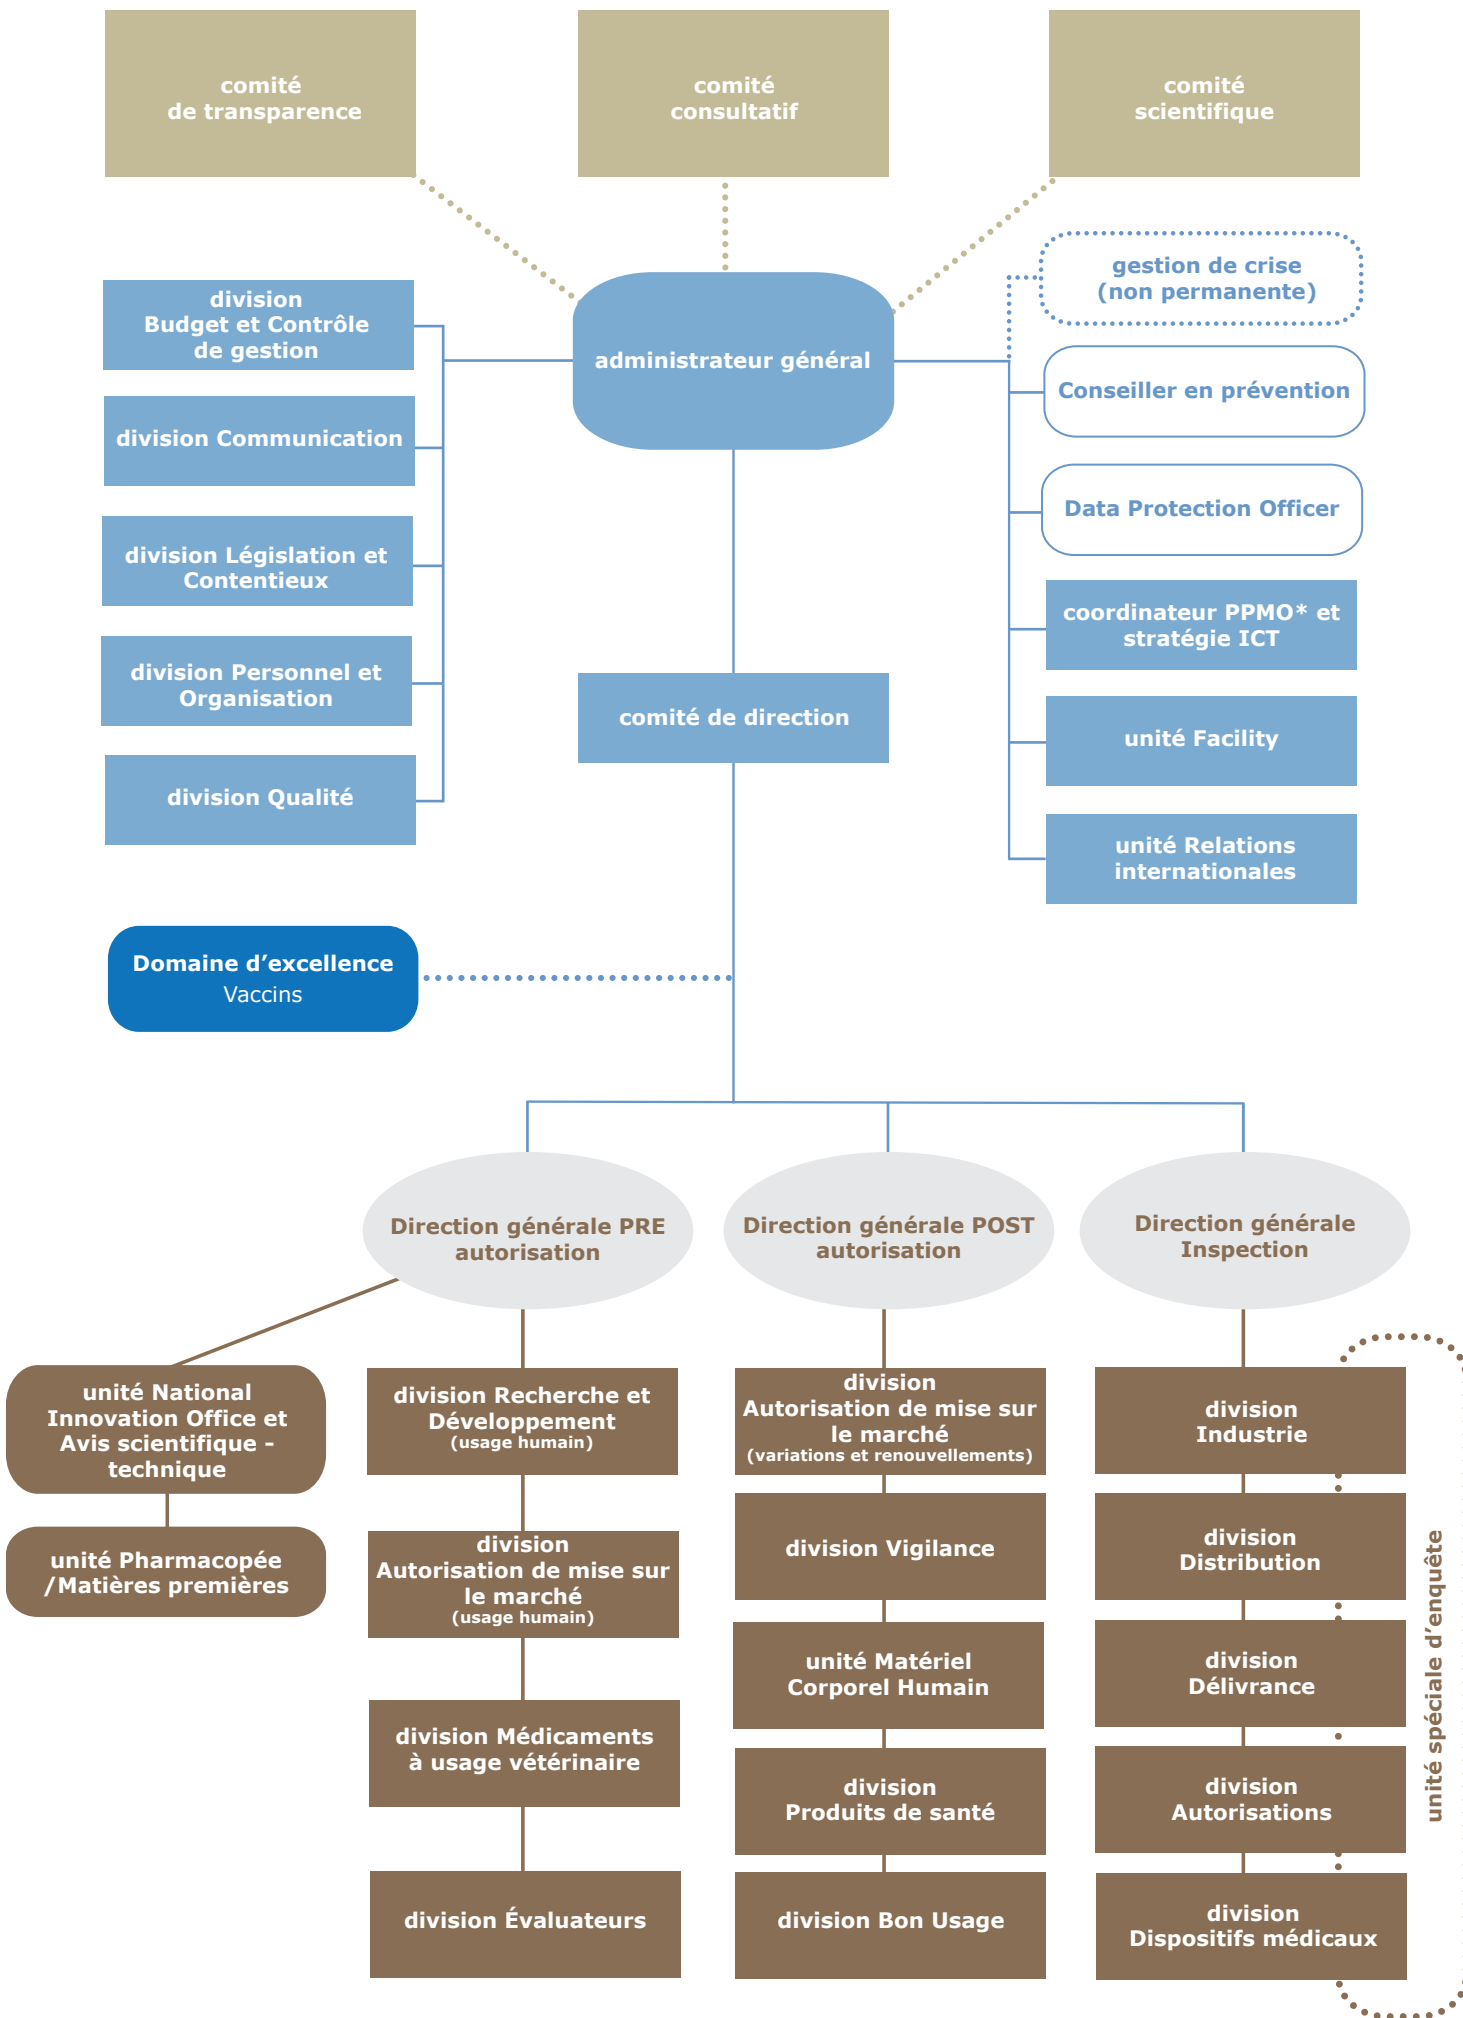 comité
de transparence
comité
consultatif
comité
scientifique
gestion de crise
(non permanente)
division
Budget et Contrôle
de gestion
administrateur général
Conseiller en prévention
division Communication
Data Protection Officer
division Législation et
Contentieux
coordinateur PPMO* et
stratégie ICT
division Personnel et
Organisation
comité de direction
unité Facility
division Qualité
unité Relations
internationales
Domaine d’excellence
Vaccins
Direction générale PRE
autorisation
Direction générale POST
autorisation
Direction générale
Inspection
unité National
Innovation Office et
Avis scientifique –
technique
unité Pharmacopée
/Matières premières
division Recherche et
Développement
(usage humain)
division
Autorisation de mise sur
le marché
(usage humain)
division Médicaments
à usage vétérinaire
division Évaluateurs
division
Autorisation de mise sur
le marché
(variations et renouvellements)
division Vigilance
unité Matériel
Corporel Humain
division
Produits de santé
division Bon Usage
division
Industrie
division
Distribution
division
Délivrance
division
Autorisations
division
Dispositifs médicaux
unité spéciale d’enquête